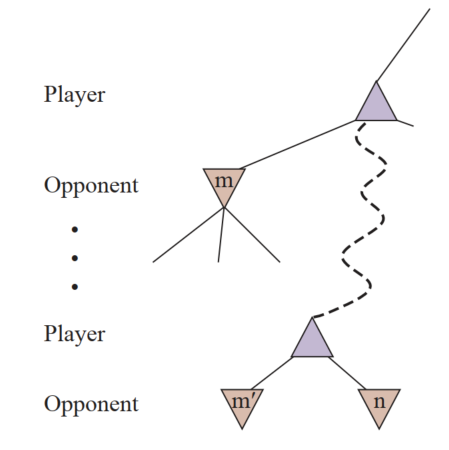 Player
Opponent
m
•
•
•
Player
Opponent
m′
n